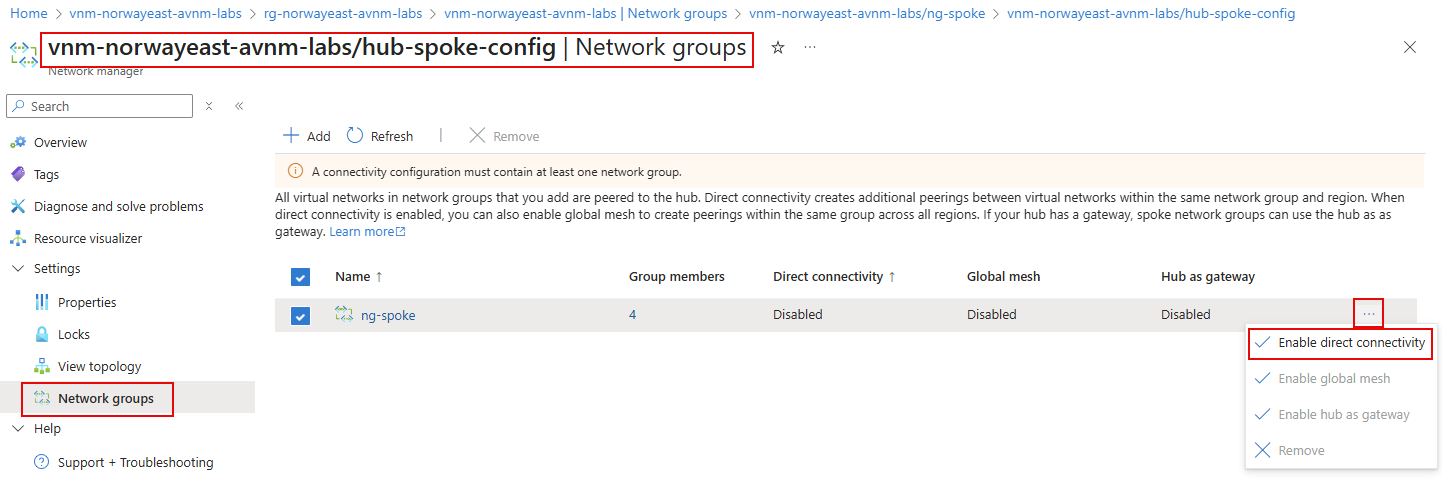 Home > vnm-norwayeast-avnm-labs > rg-norwayeast-avnm-labs > vnm-norwayeast-avnm-labs | Network groups > vnm-norwayeast-avnm-labs/ng-spoke > vnm-norwayeast-avnm-labs/hub-spoke-config
vnm-norwayeast-avnm-labs/hub-spoke-config | Network groups
Network manager
Search
Overview
Tags
Diagnose and solve problems
Resource visualizer
Settings
Properties
Locks
View topology
Network groups
Help
Support + Troubleshooting
Add Refresh | Remove
A connectivity configuration must contain at least one network group.
All virtual networks in network groups that you add are peered to the hub. Direct connectivity creates additional peerings between virtual networks within the same network group and region. When
direct connectivity is enabled, you can also enable global mesh to create peerings within the same group across all regions. If your hub has a gateway, spoke network groups can use the hub as as
gateway. Learn more
Name ↑ Group members Direct connectivity ↑ Global mesh Hub as gateway
ng-spoke 4 Disabled Disabled Disabled
Enable direct connectivity
Enable global mesh
Enable hub as gateway
Remove